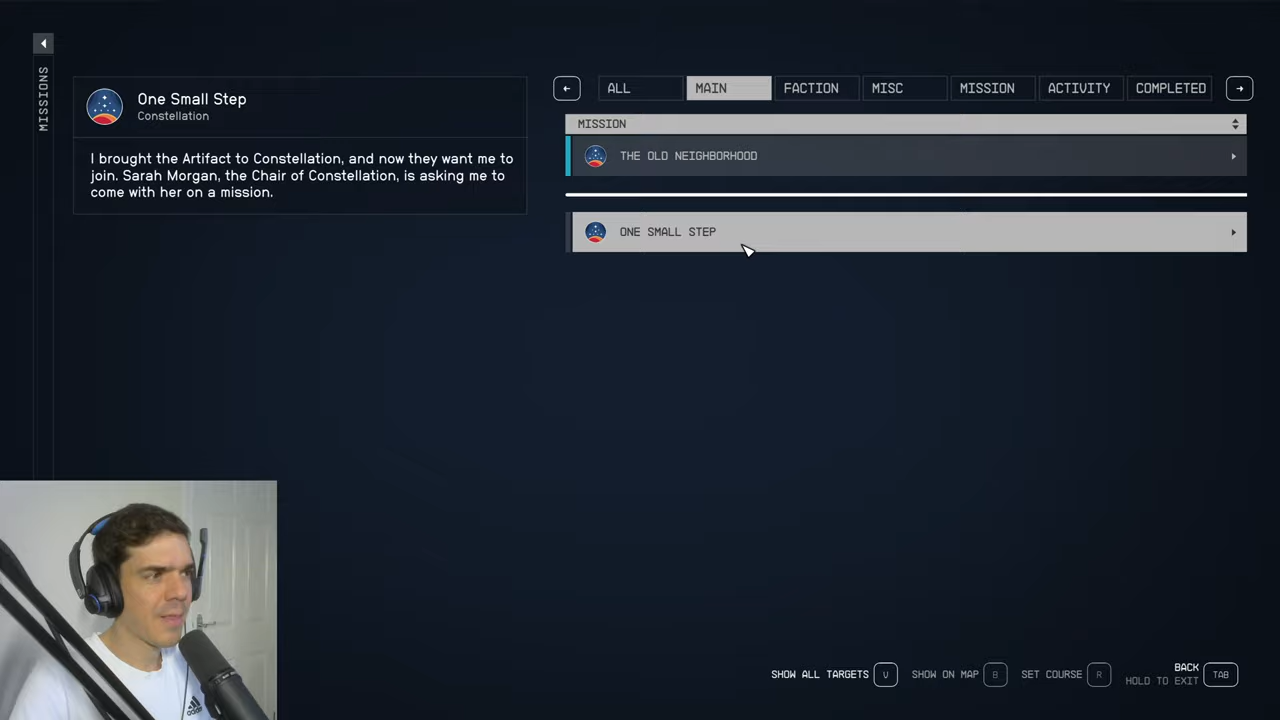 MISSIONS
One Small Step
Constellation
I brought the Artifact to Constellation, and now they want me to
join. Sarah Morgan, the Chair of Constellation, is asking me to
come with her on a mission.
ALL
MAIN
FACTION
MISC
MISSION
ACTIVITY
COMPLETED
MISSION
THE OLD NEIGHBORHOOD
ONE SMALL STEP
SHOW ALL TARGETS V
SHOW ON MAP B
SET COURSE R
BACK
HOLD TO EXIT TAB
adidas